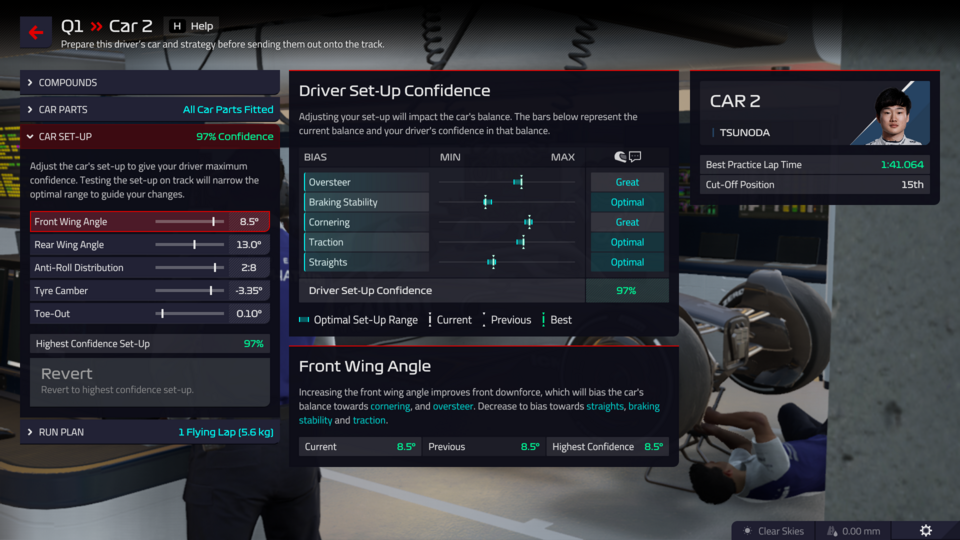 Q1 » Car 2 H Help
Prepare this driver's car and strategy before sending them out onto the track.
COMPOUNDS
CAR PARTS All Car Parts Fitted
CAR SET-UP 97% Confidence
Adjust the car's set-up to give your driver maximum
confidence. Testing the set-up on track will narrow the
optimal range to guide your changes.
Front Wing Angle 8.5°
Rear Wing Angle 13.0°
Anti-Roll Distribution 2:8
Tyre Camber -3.35°
Toe-Out 0.10°
Highest Confidence Set-Up 97%
Revert
Revert to highest confidence set-up.
RUN PLAN 1 Flying Lap (5.6 kg)
Driver Set-Up Confidence
Adjusting your set-up will impact the car's balance. The bars below represent the
current balance and your driver's confidence in that balance.
BIAS MIN MAX
Oversteer Great
Braking Stability Optimal
Cornering Great
Traction Optimal
Straights Optimal
Driver Set-Up Confidence 97%
Optimal Set-Up Range Current Previous Best
Front Wing Angle
Increasing the front wing angle improves front downforce, which will bias the car's
balance towards cornering, and oversteer. Decrease to bias towards straights, braking
stability and traction.
Current 8.5° Previous 8.5° Highest Confidence 8.5°
CAR 2
TSUNODA
Best Practice Lap Time 1:41.064
Cut-Off Position 15th
Clear Skies 0.00 mm